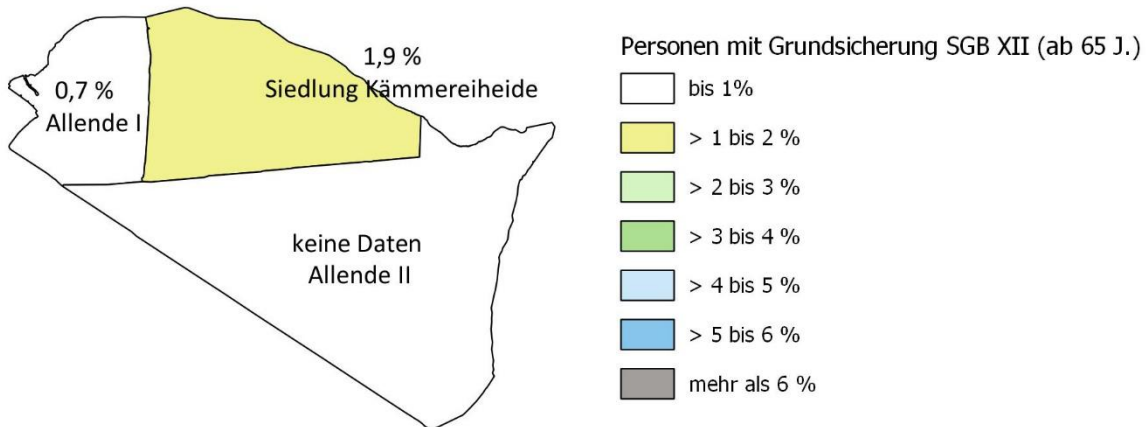 0,7 %
Allende I
1,9 %
Siedlung Kämmereiheide
keine Daten
Allende II
Personen mit Grundsicherung SGB XII (ab 65 J.)
bis 1%
> 1 bis 2 %
> 2 bis 3 %
> 3 bis 4 %
> 4 bis 5 %
> 5 bis 6 %
mehr als 6 %